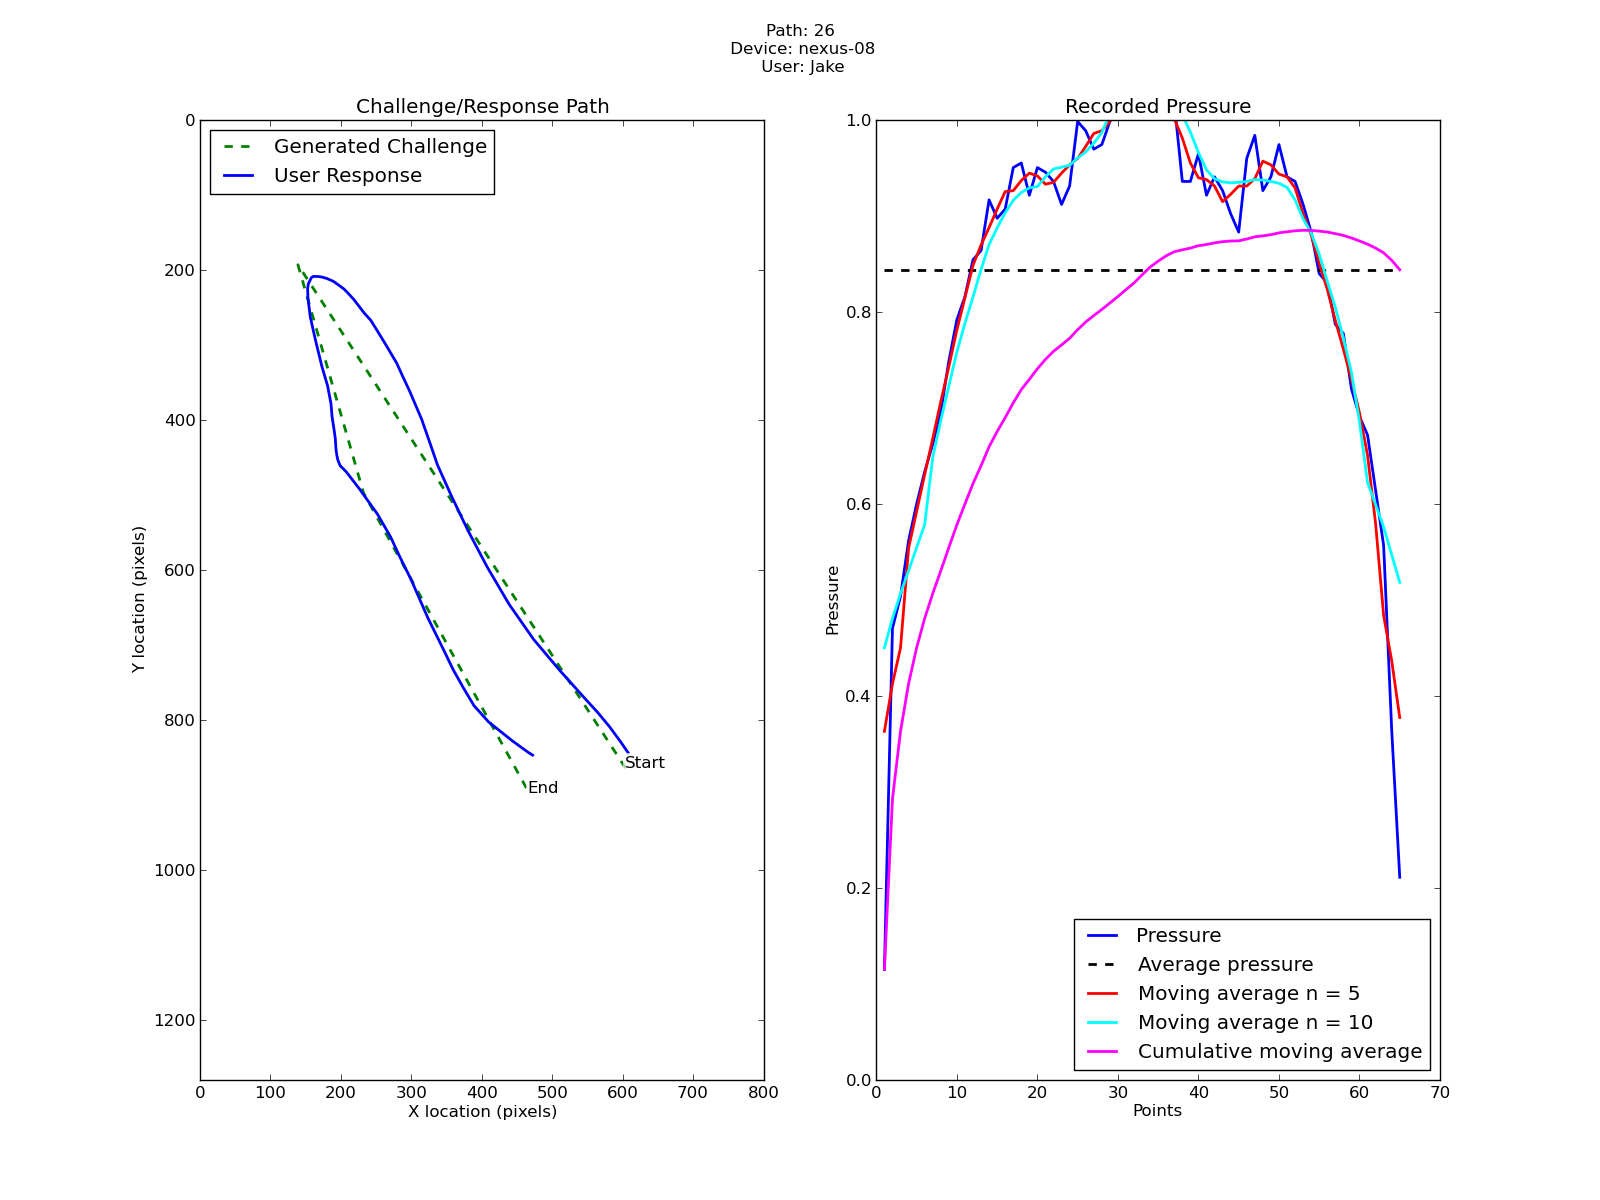 Path: 26
Device: nexus-08
User: Jake
Challenge/Response Path
Generated Challenge
User Response
0
200
400
600
800
1000
1200
Y location (pixels)
Start
End
0 100 200 300 400 500 600 700 800
X location (pixels)
Recorded Pressure
1.0
0.8
0.6
0.4
0.2
0.0
Pressure
Pressure
Average pressure
Moving average n = 5
Moving average n = 10
Cumulative moving average
0 10 20 30 40 50 60 70
Points